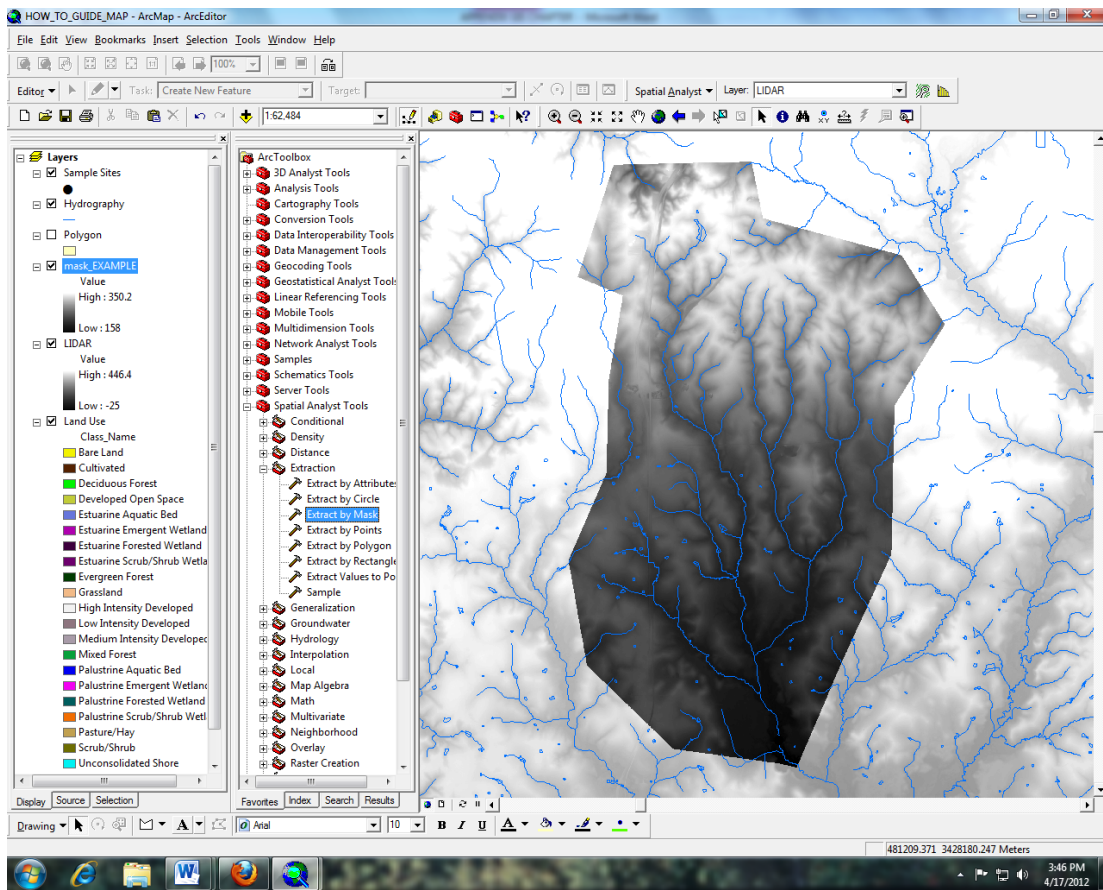 HOW_TO_GUIDE_MAP - ArcMap - ArcEditor
File Edit View Bookmarks Insert Selection Tools Window Help
100%
Editor Task: Create New Feature Target: Spatial Analyst Layer: LIDAR
1:62,484
Layers
Sample Sites
Hydrography
Polygon
mask_EXAMPLE
Value
High : 350.2
Low : 158
LIDAR
Value
High : 446.4
Low : -25
Land Use
Class_Name
Bare Land
Cultivated
Deciduous Forest
Developed Open Space
Estuarine Aquatic Bed
Estuarine Emergent Wetland
Estuarine Forested Wetland
Estuarine Scrub/Shrub Wetla
Evergreen Forest
Grassland
High Intensity Developed
Low Intensity Developed
Medium Intensity Developed
Mixed Forest
Palustrine Aquatic Bed
Palustrine Emergent Wetland
Palustrine Forested Wetland
Palustrine Scrub/Shrub Wetl
Pasture/Hay
Scrub/Shrub
Unconsolidated Shore
Display Source Selection
ArcToolbox
3D Analyst Tools
Analysis Tools
Cartography Tools
Conversion Tools
Data Interoperability Tools
Data Management Tools
Geocoding Tools
Geostatistical Analyst Tools
Linear Referencing Tools
Mobile Tools
Multidimension Tools
Network Analyst Tools
Samples
Schematics Tools
Server Tools
Spatial Analyst Tools
Conditional
Density
Distance
Extraction
Extract by Attributes
Extract by Circle
Extract by Mask
Extract by Points
Extract by Polygon
Extract by Rectangle
Extract Values to Po
Sample
Generalization
Groundwater
Hydrology
Interpolation
Local
Map Algebra
Math
Multivariate
Neighborhood
Overlay
Raster Creation
Favorites Index Search Results
Drawing A Arial 10 B I U A
481209.371 3428180.247 Meters
3:46 PM
4/17/2012